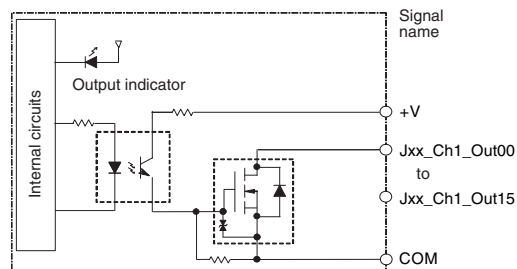 Signal
name
Output indicator
Internal circuits
+V
Jxx_Ch1_Out00
to
Jxx_Ch1_Out15
COM